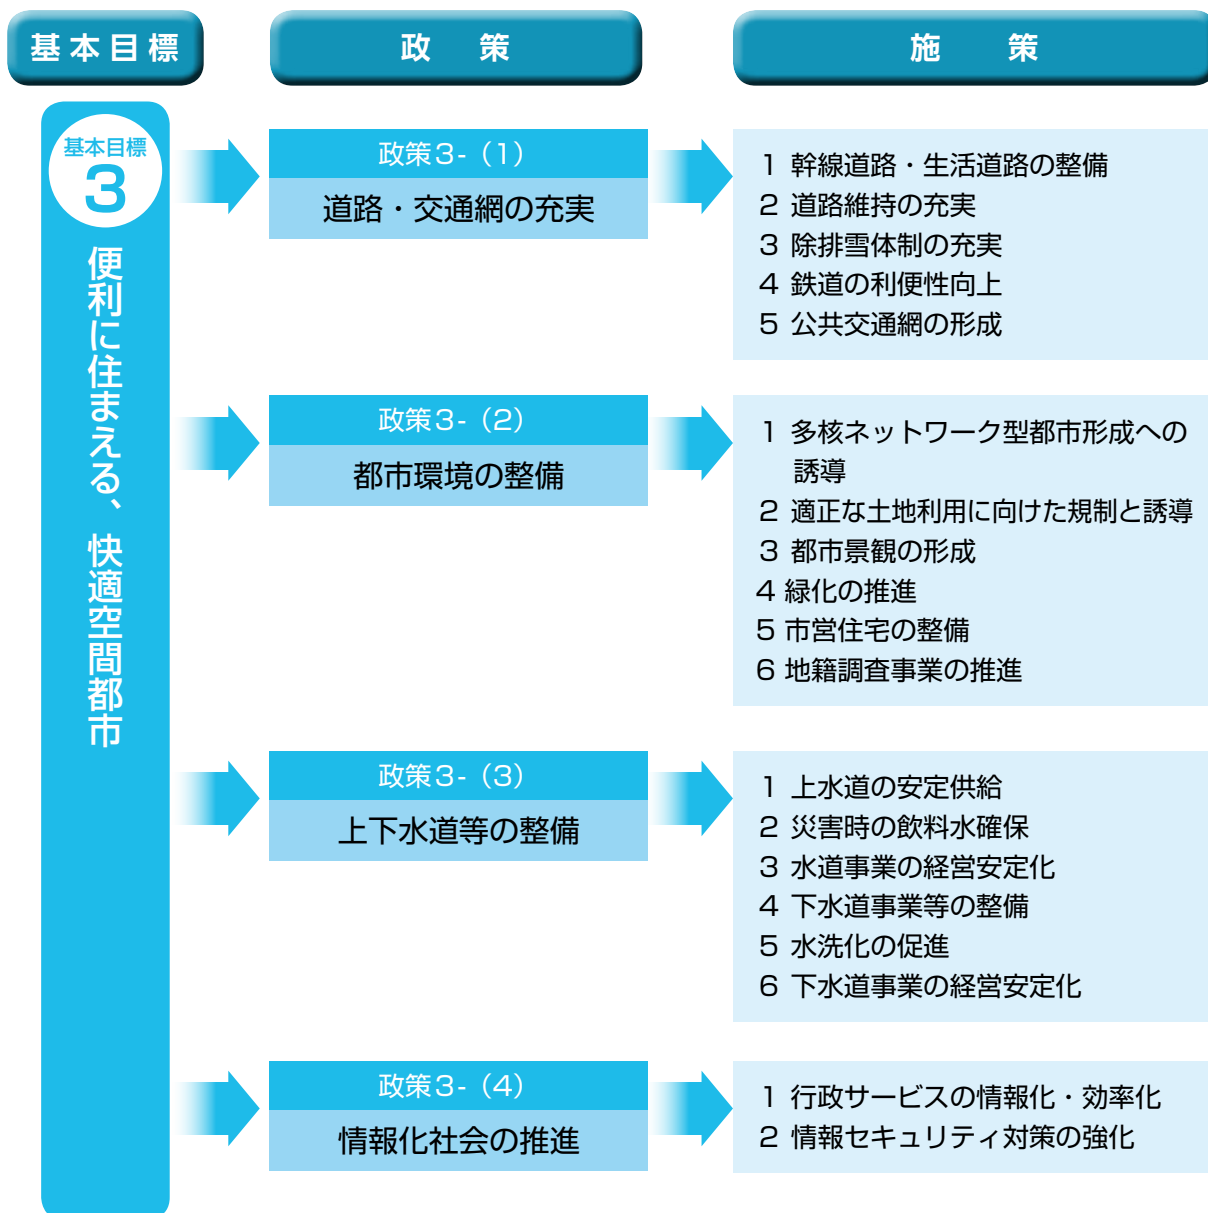 基本目標
政策
施策
基本目標
3
便利に住まえる、快適空間都市
政策3-（1）
道路・交通網の充実
1 幹線道路・生活道路の整備
2 道路維持の充実
3 除排雪体制の充実
4 鉄道の利便性向上
5 公共交通網の形成
政策3-（2）
都市環境の整備
1 多核ネットワーク型都市形成への
誘導
2 適正な土地利用に向けた規制と誘導
3 都市景観の形成
4 緑化の推進
5 市営住宅の整備
6 地籍調査事業の推進
政策3-（3）
上下水道等の整備
1 上水道の安定供給
2 災害時の飲料水確保
3 水道事業の経営安定化
4 下水道事業等の整備
5 水洗化の促進
6 下水道事業の経営安定化
政策3-（4）
情報化社会の推進
1 行政サービスの情報化・効率化
2 情報セキュリティ対策の強化